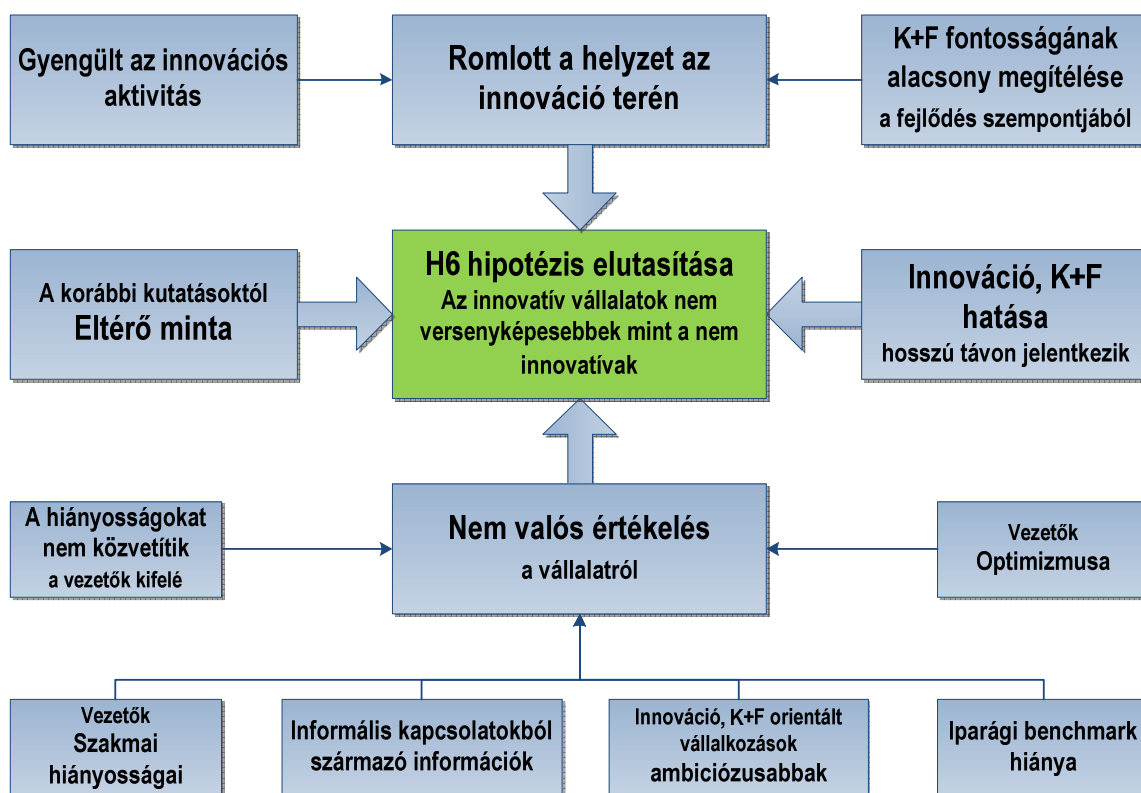 Gyengült az innovációs
aktivitás
Romlott a helyzet az
innováció terén
K+F fontosságának
alacsony megítélése
a fejlődés szempontjából
A korábbi kutatásoktól
Eltérő minta
H6 hipotézis elutasítása
Az innovatív vállalatok nem
versenyképesebbek mint a nem
innovatívak
Innováció, K+F
hatása
hosszú távon jelentkezik
A hiányosságokat
nem közvetítik
a vezetők kifelé
Nem valós értékelés
a vállalatról
Vezetők
Optimizmusa
Vezetők
Szakmai
hiányosságai
Informális kapcsolatokból
származó információk
Innováció, K+F orientált
vállalkozások
ambiciózusabbak
Iparági benchmark
hiánya